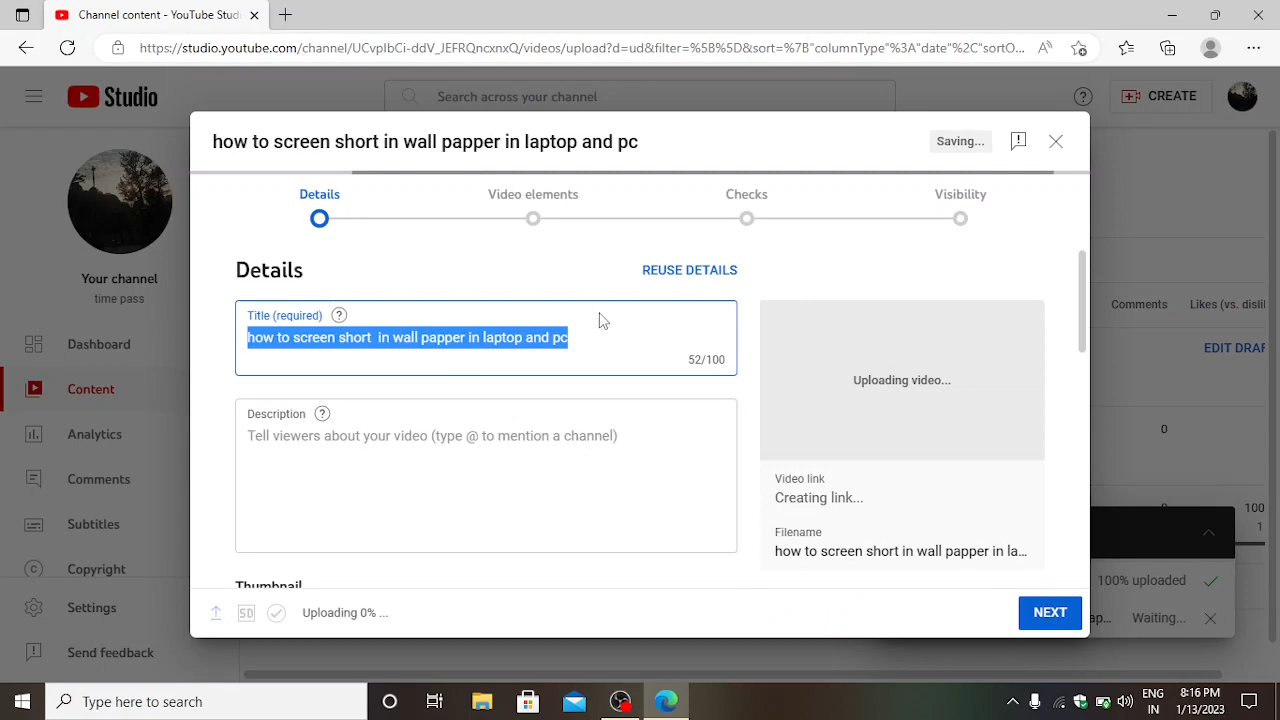 Channel content - YouTube Stud
https://studio.youtube.com/channel/UCvpIbCi-ddV_JEFRQncxnxQ/videos/upload?d=ud&filter=%5B%5D&sort=%7B"columnType"%3A"date"%2C"sortO...
Studio
Search across your channel
CREATE
how to screen short in wall papper in laptop and pc
Saving...
Details
Video elements
Checks
Visibility
Your channel
time pass
Details
REUSE DETAILS
Title (required)
how to screen short  in wall papper in laptop and pc
52/100
Description
Tell viewers about your video (type @ to mention a channel)
Uploading video...
Video link
Creating link...
Filename
how to screen short in wall papper in la...
Thumbnail
SD
Uploading 0% ...
NEXT
Dashboard
Content
Analytics
Comments
Subtitles
Copyright
Settings
Send feedback
Comments
Likes (vs. dislik
EDIT DRAF
0
100
1
100% uploaded
ap...
Waiting...
Type here to search
ENG
IN
8:16 PM
1/13/2023